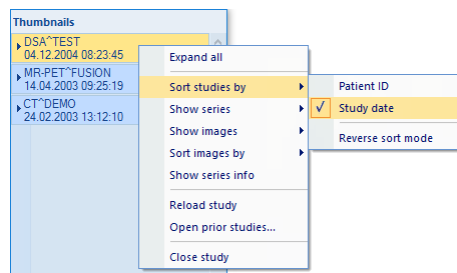 Thumbnails
DSA^TEST
04.12.2004 08:23:45
MR-PET^FUSION
14.04.2003 09:25:19
CT^DEMO
24.02.2003 13:12:10
Expand all
Sort studies by
Show series
Show images
Sort images by
Show series info
Reload study
Open prior studies...
Close study
Patient ID
Study date
Reverse sort mode